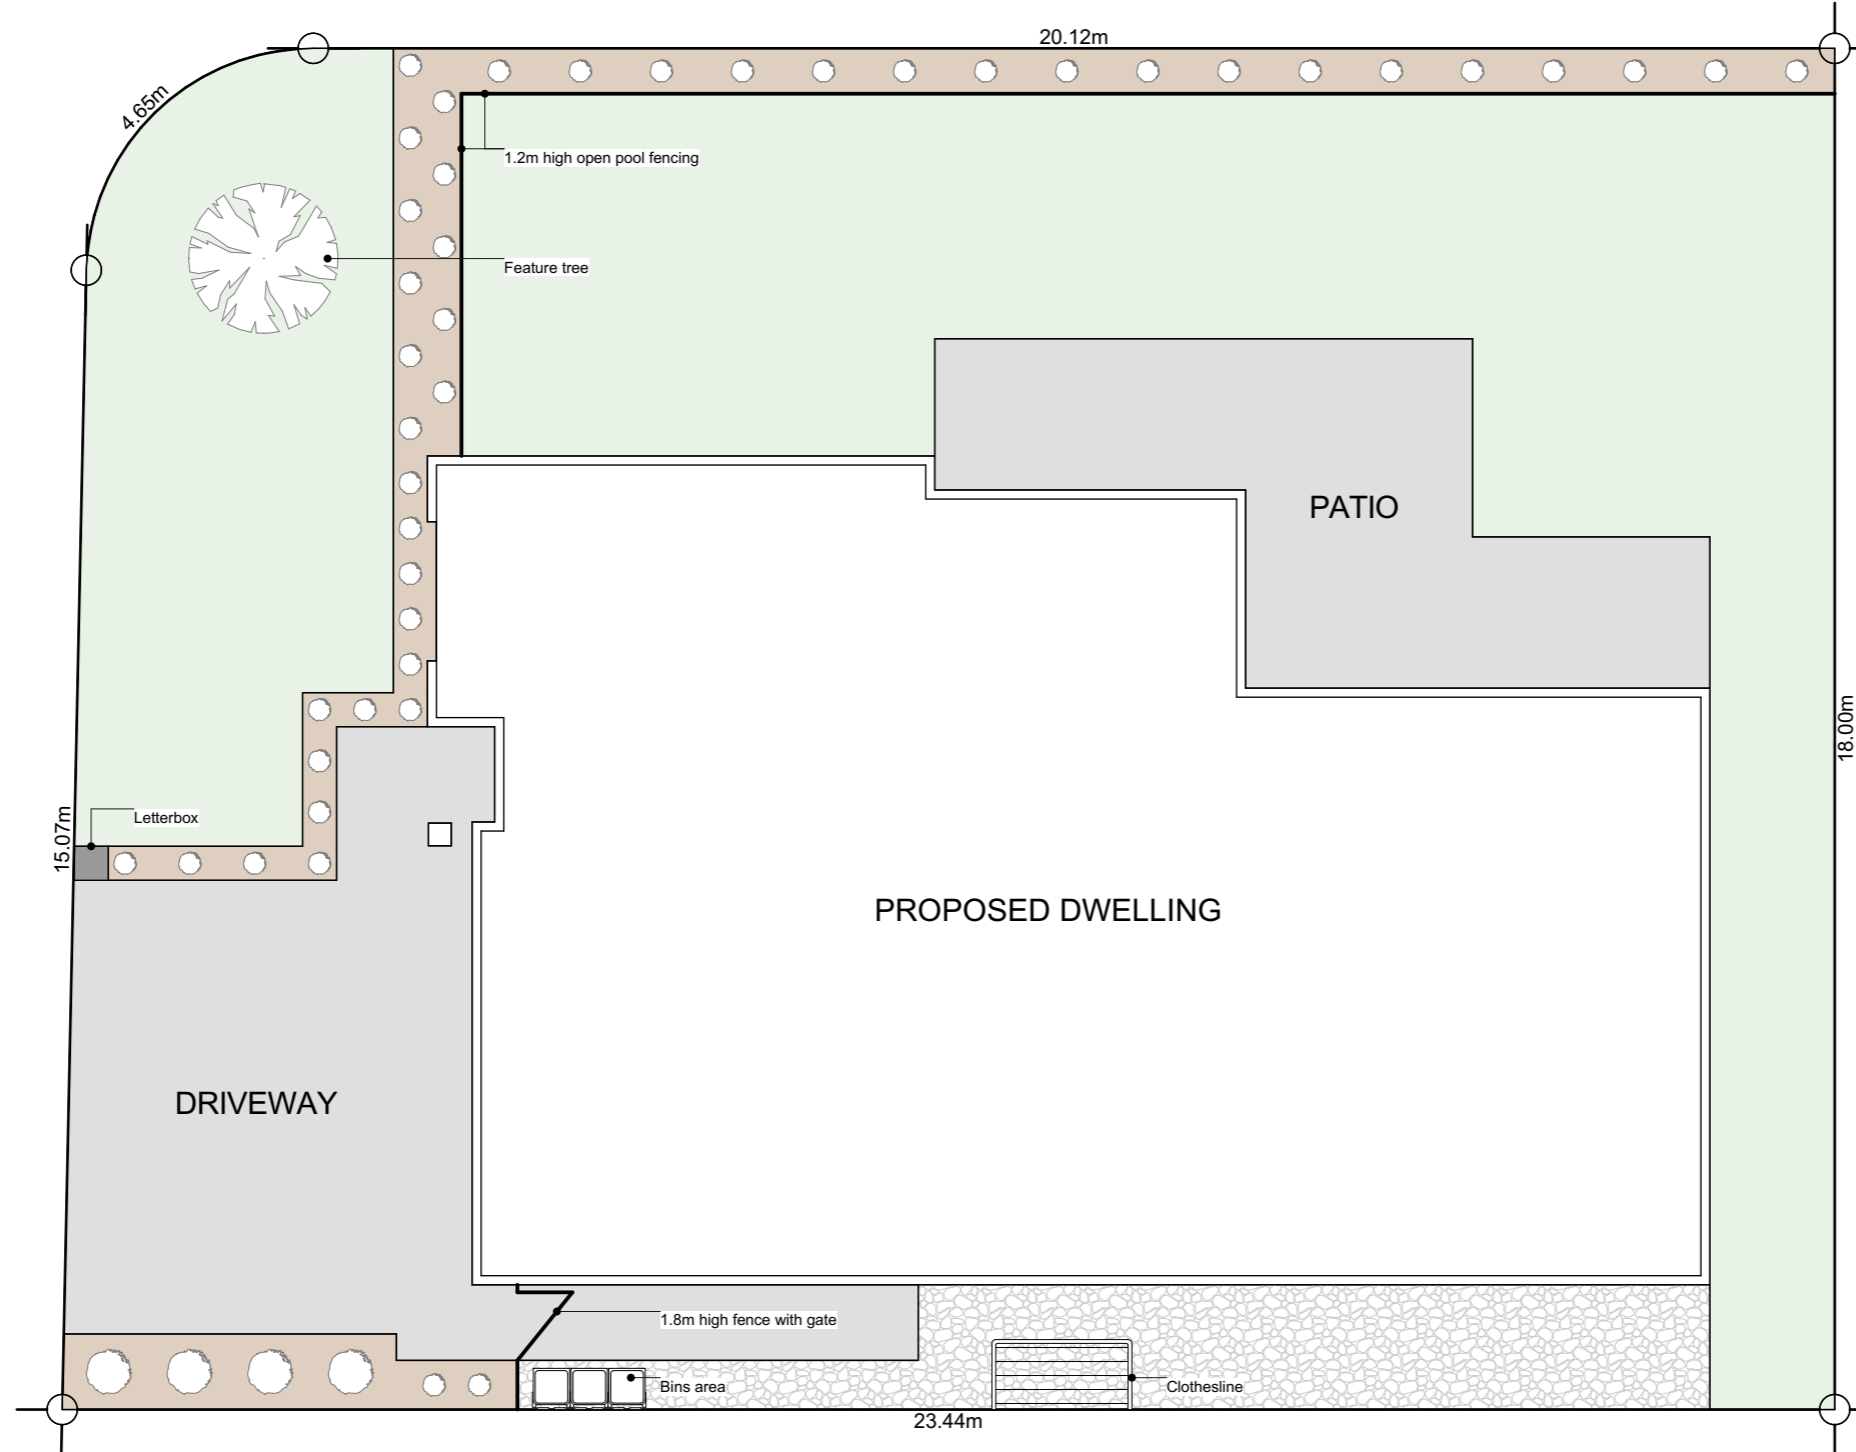 20.12m
4.65m
1.2m high open pool fencing
Feature tree
PATIO
18.00m
Letterbox
15.07m
PROPOSED DWELLING
DRIVEWAY
1.8m high fence with gate
Bins area
Clothesline
23.44m